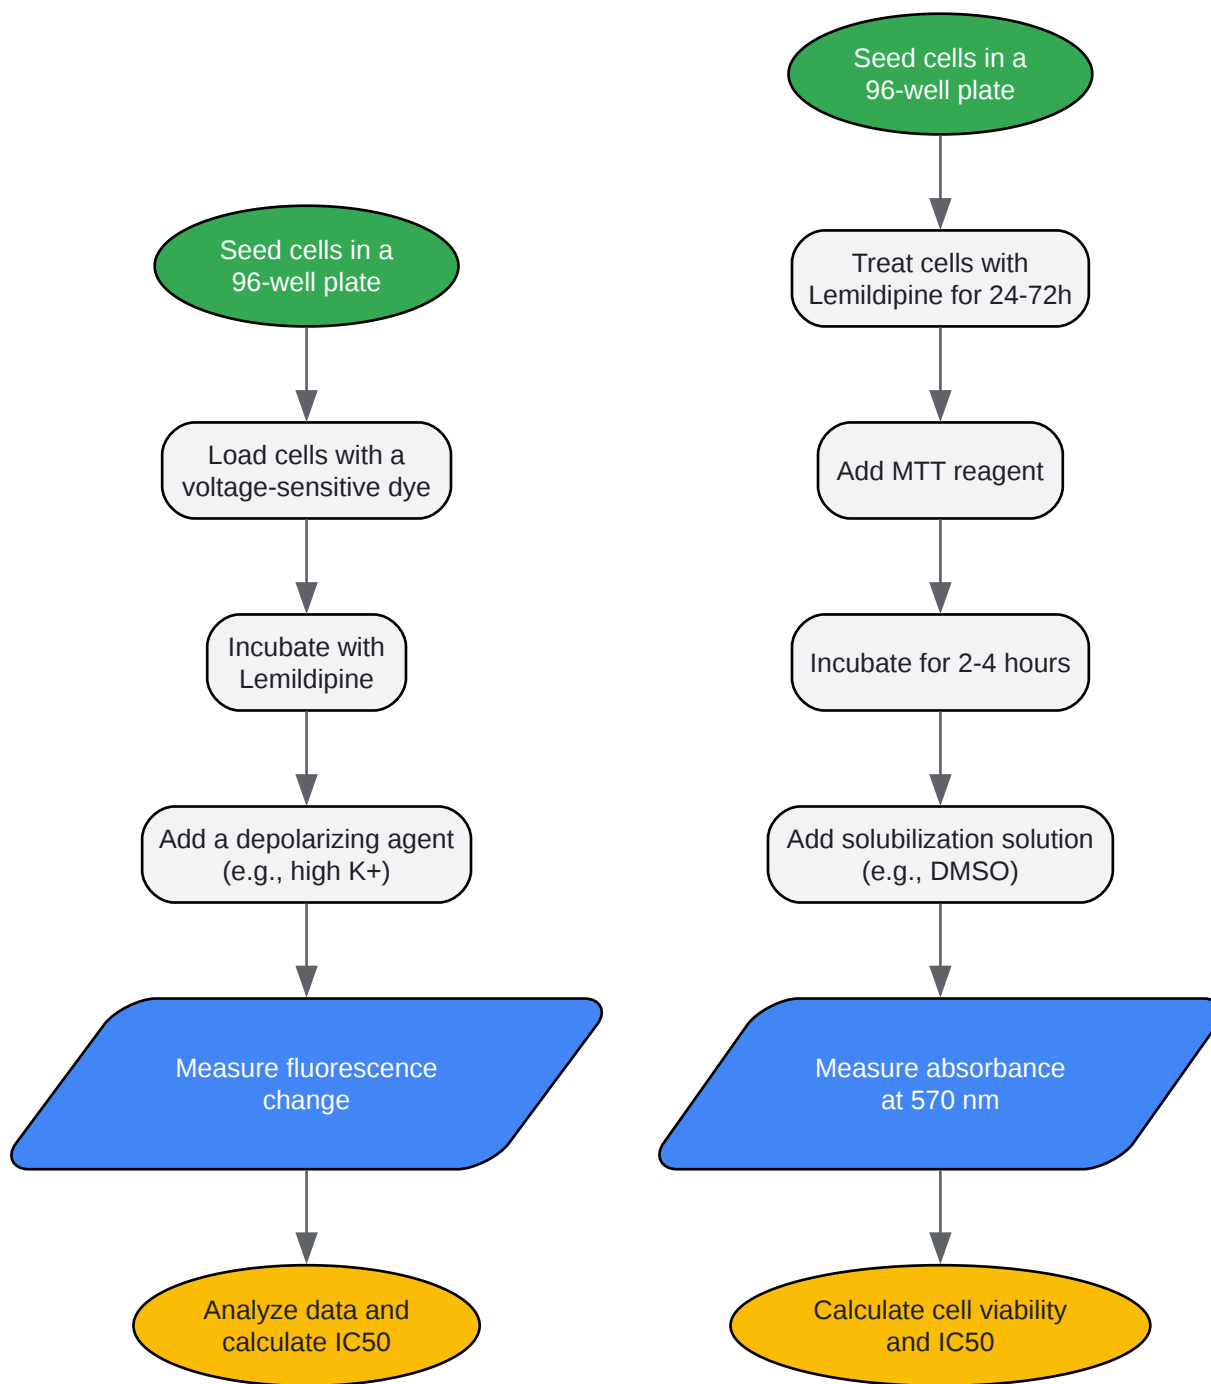 Seed cells in a
96-well plate
Load cells with a
voltage-sensitive dye
Incubate with
Lemildipine
Add a depolarizing agent
(e.g., high K+)
Measure fluorescence
change
Analyze data and
calculate IC50
Seed cells in a
96-well plate
Treat cells with
Lemildipine for 24-72h
Add MTT reagent
Incubate for 2-4 hours
Add solubilization solution
(e.g., DMSO)
Measure absorbance
at 570 nm
Calculate cell viability
and IC50